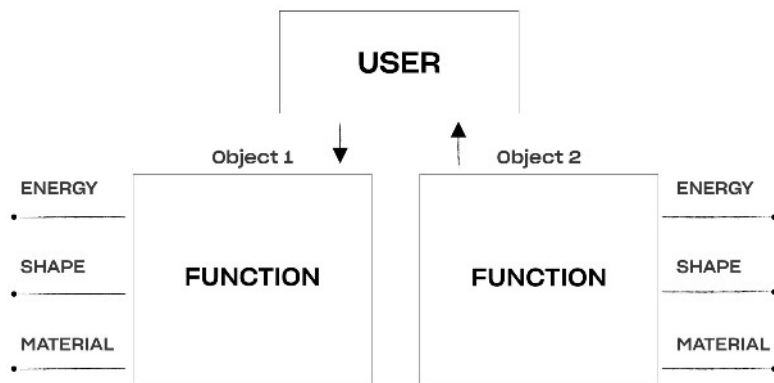 USER
Object 1
Object 2
ENERGY
ENERGY
SHAPE
SHAPE
FUNCTION
FUNCTION
MATERIAL
MATERIAL